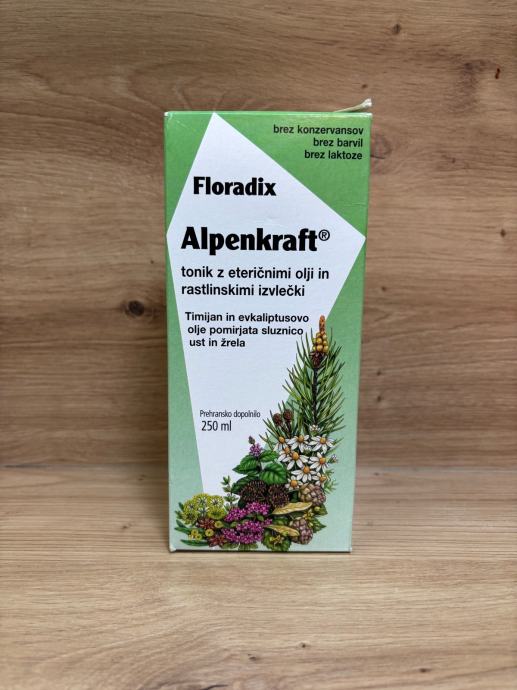 brez konzervansov
brez barvil
brez laktoze
Floradix
Alpenkraft®
tonik z eteričnimi olji in
rastlinskimi izvlečki
Timijan in evkaliptusovo
olje pomirjata sluznico
ust in žrela
Prehransko dopolnilo
250 ml